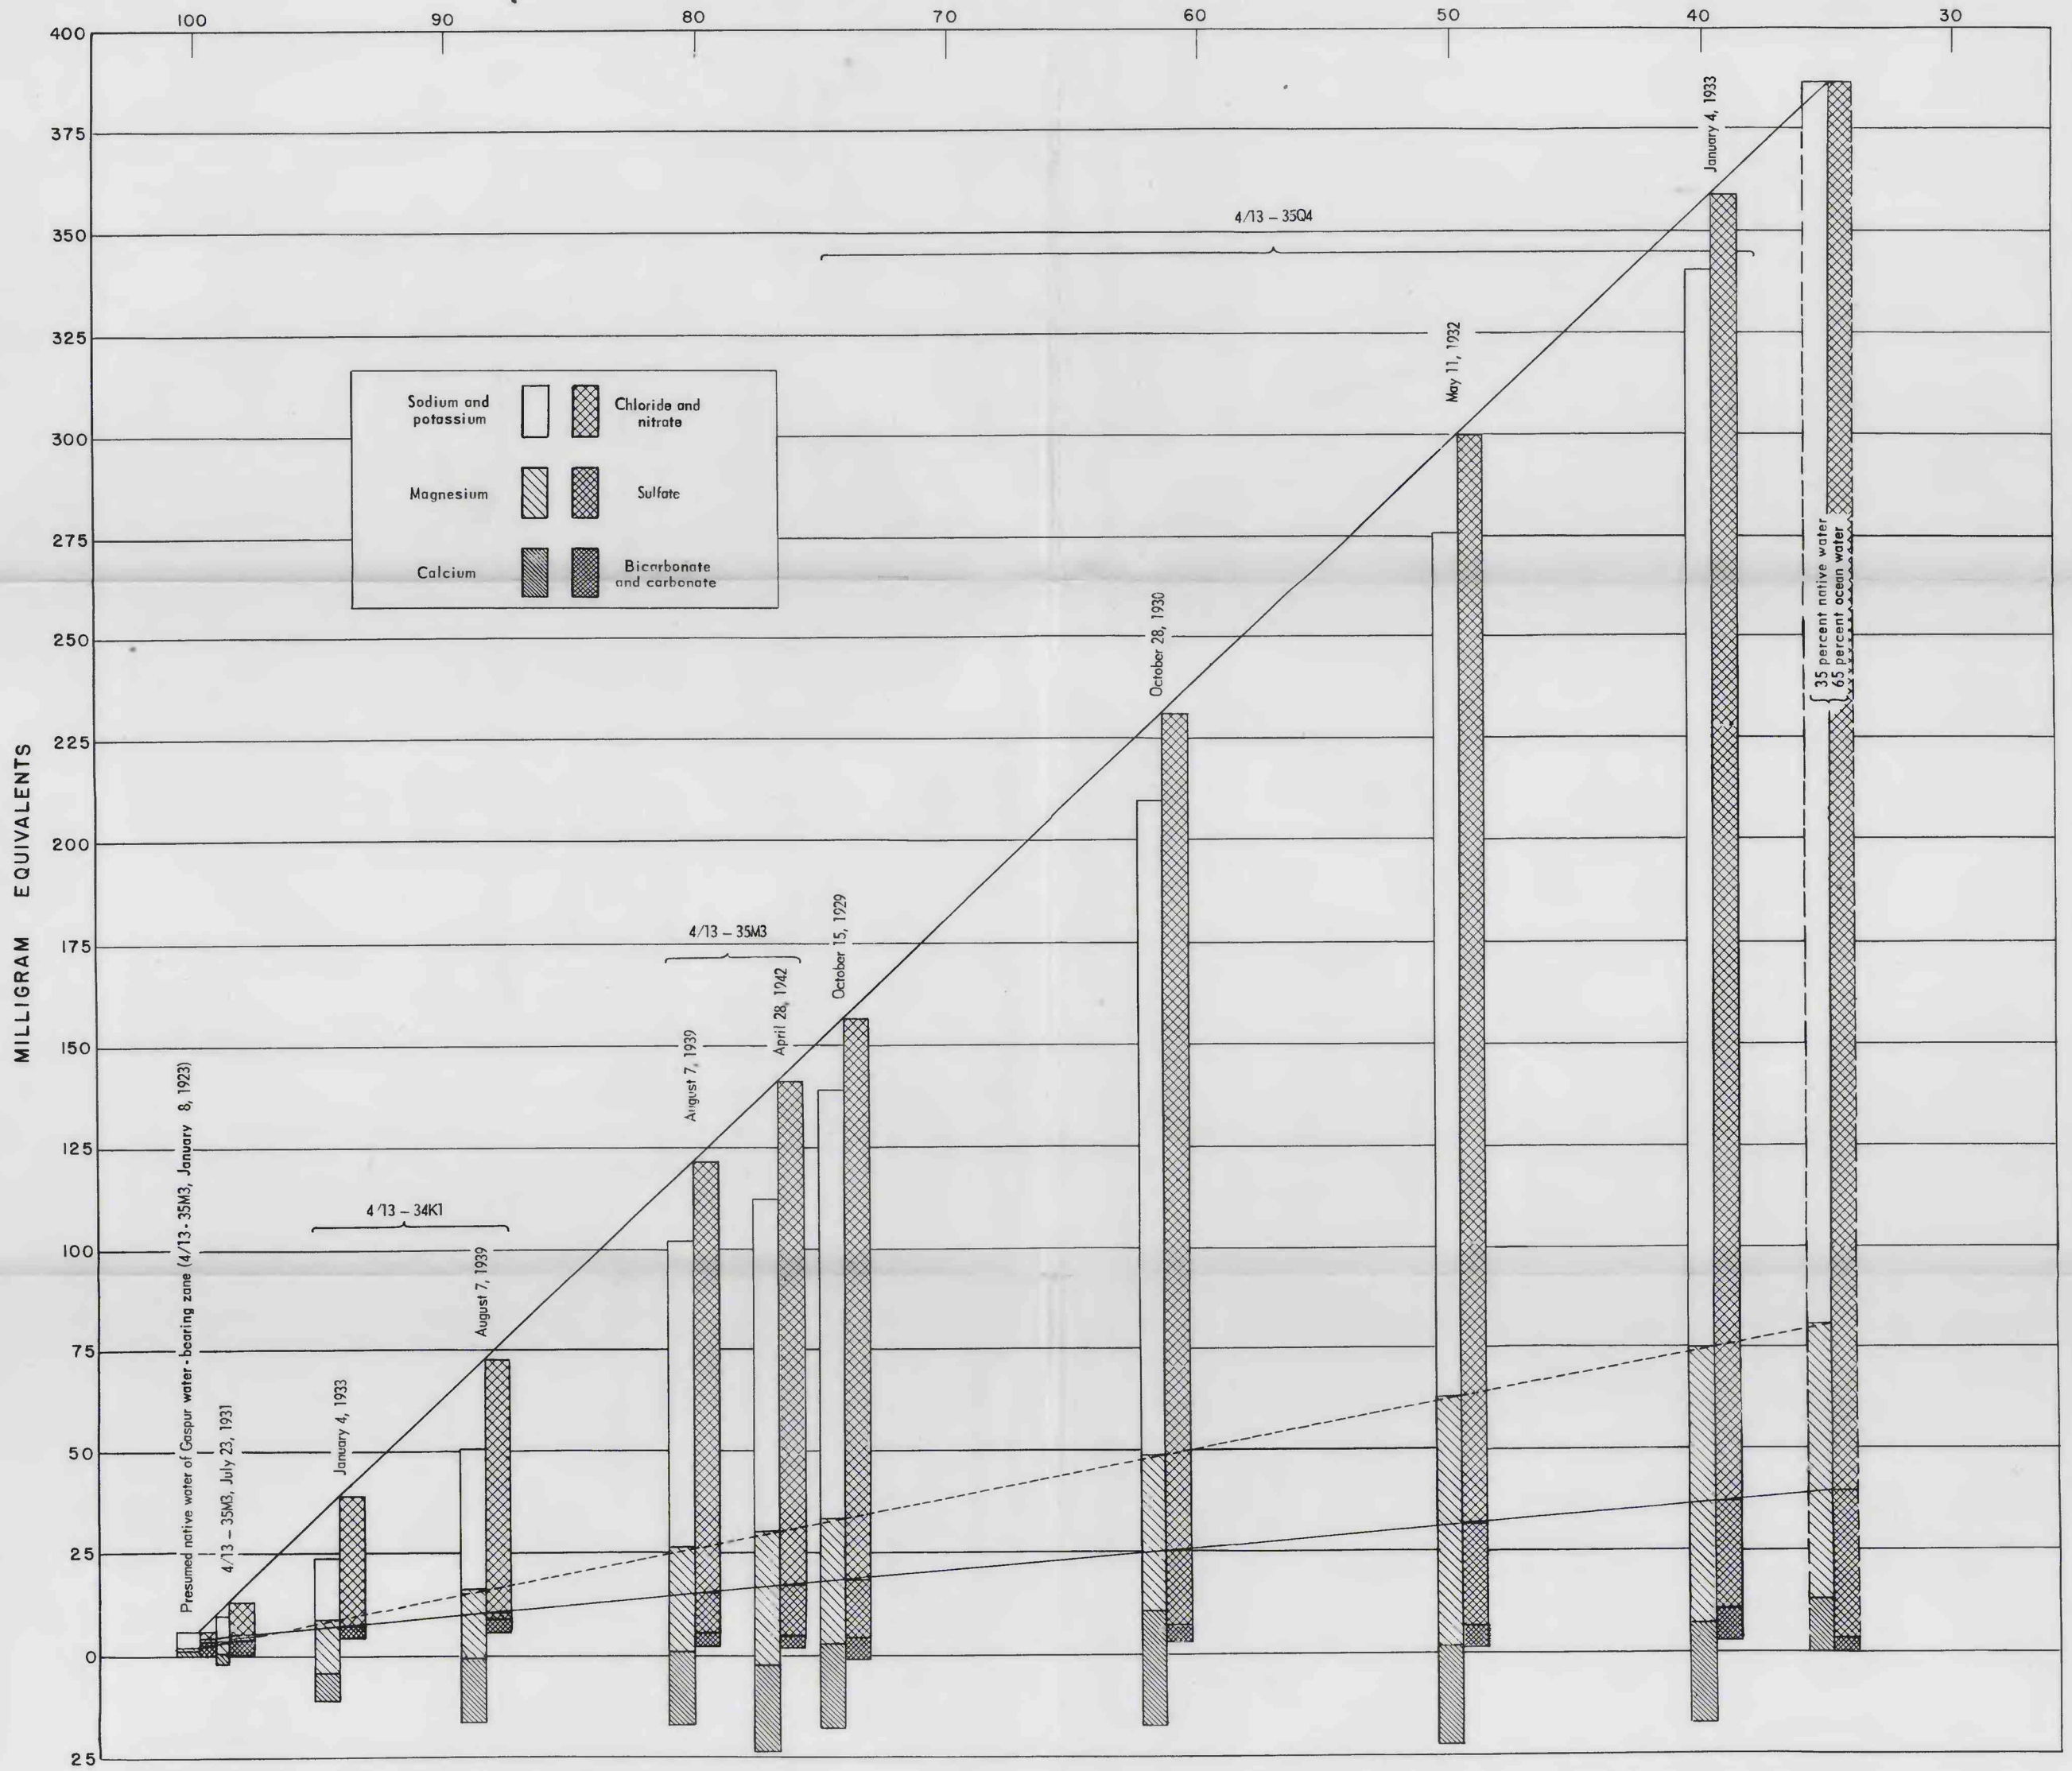 100 90 80 70 60 50 40 30
400
375
350
325
300
275
250
225
200
175
150
125
100
75
50
25
0
25
MILLIGRAM EQUIVALENTS
Sodium and
potassium
Chloride and
nitrate
Magnesium
Sulfate
Calcium
Bicarbonate
and carbonate
Presumed native water of Gaspur water-bearing zane (4/13-35M3, January 8, 1923)
4/13 – 35M3, July 23, 1931
4/13 – 34K1
January 4, 1933
August 7, 1939
4/13 – 35M3
August 7, 1939
April 28, 1942
4/13 – 35Q4
October 15, 1929
October 28, 1930
May 11, 1932
January 4, 1933
35 percent native water
65 percent ocean water